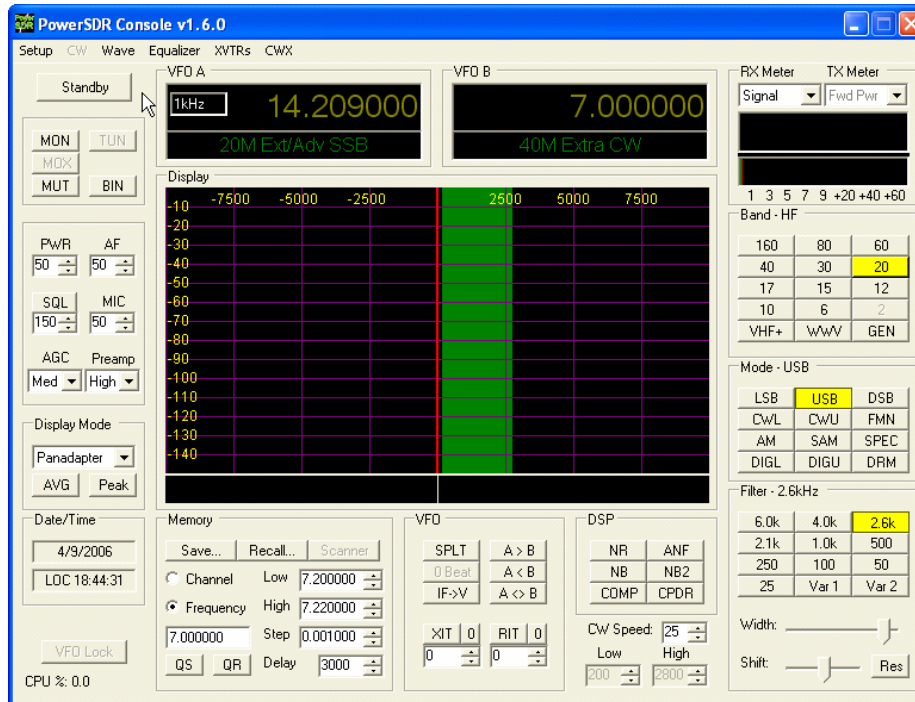 PowerSDR Console v1.6.0
Setup CW Wave Equalizer XVTRs CWX
Standby
MON TUN
MOX
MUT BIN
PWR AF
50 50
SQL MIC
150 50
AGC Preamp
Med High
Display Mode
Panadapter
AVG Peak
Date/Time
4/9/2006
LOC 18:44:31
VFO Lock
CPU %: 0.0
VFO A
1kHz 14.209000
20M Ext/Adv SSB
VFO B
7.000000
40M Extra CW
Display
-7500 -5000 -2500 2500 5000 7500
-10
-20
-30
-40
-50
-60
-70
-80
-90
-100
-110
-120
-130
-140
Memory
Save... Recall... Scanner
Channel Low 7.200000
Frequency High 7.220000
7.000000 Step 0.001000
QS QR Delay 3000
VFO
SPLT A > B
0 Beat A < B
IF->V A <> B
XIT 0 RIT 0
0 0
DSP
NR ANF
NB NB2
COMP CPDR
CW Speed: 25
Low High
200 2800
RX Meter TX Meter
Signal Fwd Pwr
1 3 5 7 9 +20 +40 +60
Band - HF
160 80 60
40 30 20
17 15 12
10 6 2
VHF+ WWV GEN
Mode - USB
LSB USB DSB
CWL CWU FMN
AM SAM SPEC
DIGL DIGU DRM
Filter - 2.6kHz
6.0k 4.0k 2.6k
2.1k 1.0k 500
250 100 50
25 Var 1 Var 2
Width:
Shift: Res